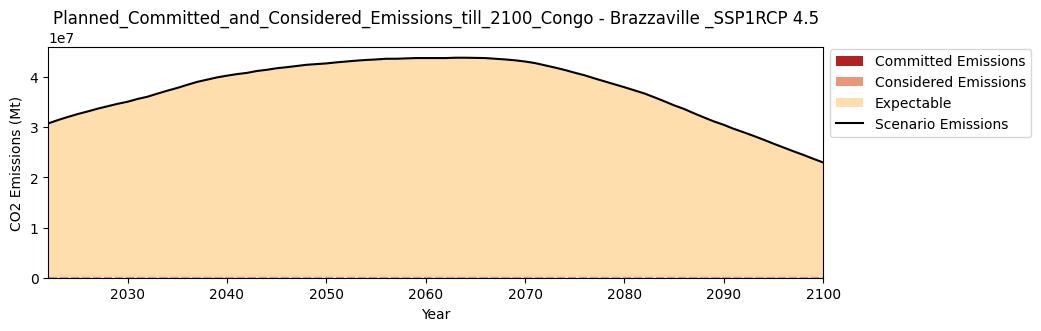 Planned_Committed_and_Considered_Emissions_till_2100_Congo - Brazzaville _SSP1RCP 4.5
1e7
Committed Emissions
Considered Emissions
Expectable
Scenario Emissions
CO2 Emissions (Mt)
4
3
2
1
0
2030 2040 2050 2060 2070 2080 2090 2100
Year